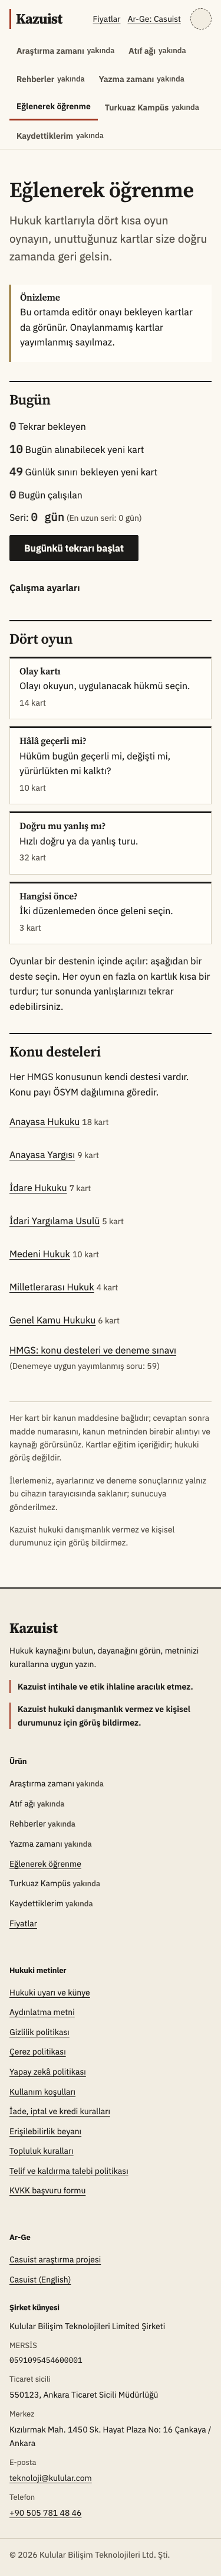 Kazuist
Fiyatlar
Ar-Ge: Casuist
Araştırma zamanı yakında
Atıf ağı yakında
Rehberler yakında
Yazma zamanı yakında
Eğlenerek öğrenme
Turkuaz Kampüs yakında
Kaydettiklerim yakında
Eğlenerek öğrenme
Hukuk kartlarıyla dört kısa oyun
oynayın, unuttuğunuz kartlar size doğru
zamanda geri gelsin.
Önizleme
Bu ortamda editör onayı bekleyen kartlar
da görünür. Onaylanmamış kartlar
yayımlanmış sayılmaz.
Bugün
0 Tekrar bekleyen
10 Bugün alınabilecek yeni kart
49 Günlük sınırı bekleyen yeni kart
0 Bugün çalışılan
Seri: 0 gün (En uzun seri: 0 gün)
Bugünkü tekrarı başlat
Çalışma ayarları
Dört oyun
Olay kartı
Olayı okuyun, uygulanacak hükmü seçin.
14 kart
Hâlâ geçerli mi?
Hüküm bugün geçerli mi, değişti mi,
yürürlükten mi kalktı?
10 kart
Doğru mu yanlış mı?
Hızlı doğru ya da yanlış turu.
32 kart
Hangisi önce?
İki düzenlemeden önce geleni seçin.
3 kart
Oyunlar bir destenin içinde açılır: aşağıdan bir
deste seçin. Her oyun en fazla on kartlık kısa bir
turdur; tur sonunda yanlışlarınızı tekrar
edebilirsiniz.
Konu desteleri
Her HMGS konusunun kendi destesi vardır.
Konu payı ÖSYM dağılımına göredir.
Anayasa Hukuku 18 kart
Anayasa Yargısı 9 kart
İdare Hukuku 7 kart
İdari Yargılama Usulü 5 kart
Medeni Hukuk 10 kart
Milletlerarası Hukuk 4 kart
Genel Kamu Hukuku 6 kart
HMGS: konu desteleri ve deneme sınavı
(Denemeye uygun yayımlanmış soru: 59)
Her kart bir kanun maddesine bağlıdır; cevaptan sonra
madde numarasını, kanun metninden birebir alıntıyı ve
kaynağı görürsünüz. Kartlar eğitim içeriğidir; hukuki
görüş değildir.
İlerlemeniz, ayarlarınız ve deneme sonuçlarınız yalnız
bu cihazın tarayıcısında saklanır; sunucuya
gönderilmez.
Kazuist hukuki danışmanlık vermez ve kişisel
durumunuz için görüş bildirmez.
Kazuist
Hukuk kaynağını bulun, dayanağını görün, metninizi
kurallarına uygun yazın.
Kazuist intihale ve etik ihlaline aracılık etmez.
Kazuist hukuki danışmanlık vermez ve kişisel
durumunuz için görüş bildirmez.
Ürün
Araştırma zamanı yakında
Atıf ağı yakında
Rehberler yakında
Yazma zamanı yakında
Eğlenerek öğrenme
Turkuaz Kampüs yakında
Kaydettiklerim yakında
Fiyatlar
Hukuki metinler
Hukuki uyarı ve künye
Aydınlatma metni
Gizlilik politikası
Çerez politikası
Yapay zekâ politikası
Kullanım koşulları
İade, iptal ve kredi kuralları
Erişilebilirlik beyanı
Topluluk kuralları
Telif ve kaldırma talebi politikası
KVKK başvuru formu
Ar-Ge
Casuist araştırma projesi
Casuist (English)
Şirket künyesi
Kulular Bilişim Teknolojileri Limited Şirketi
MERSİS
0591095454600001
Ticaret sicili
550123, Ankara Ticaret Sicili Müdürlüğü
Merkez
Kızılırmak Mah. 1450 Sk. Hayat Plaza No: 16 Çankaya /
Ankara
E-posta
teknoloji@kulular.com
Telefon
+90 505 781 48 46
© 2026 Kulular Bilişim Teknolojileri Ltd. Şti.